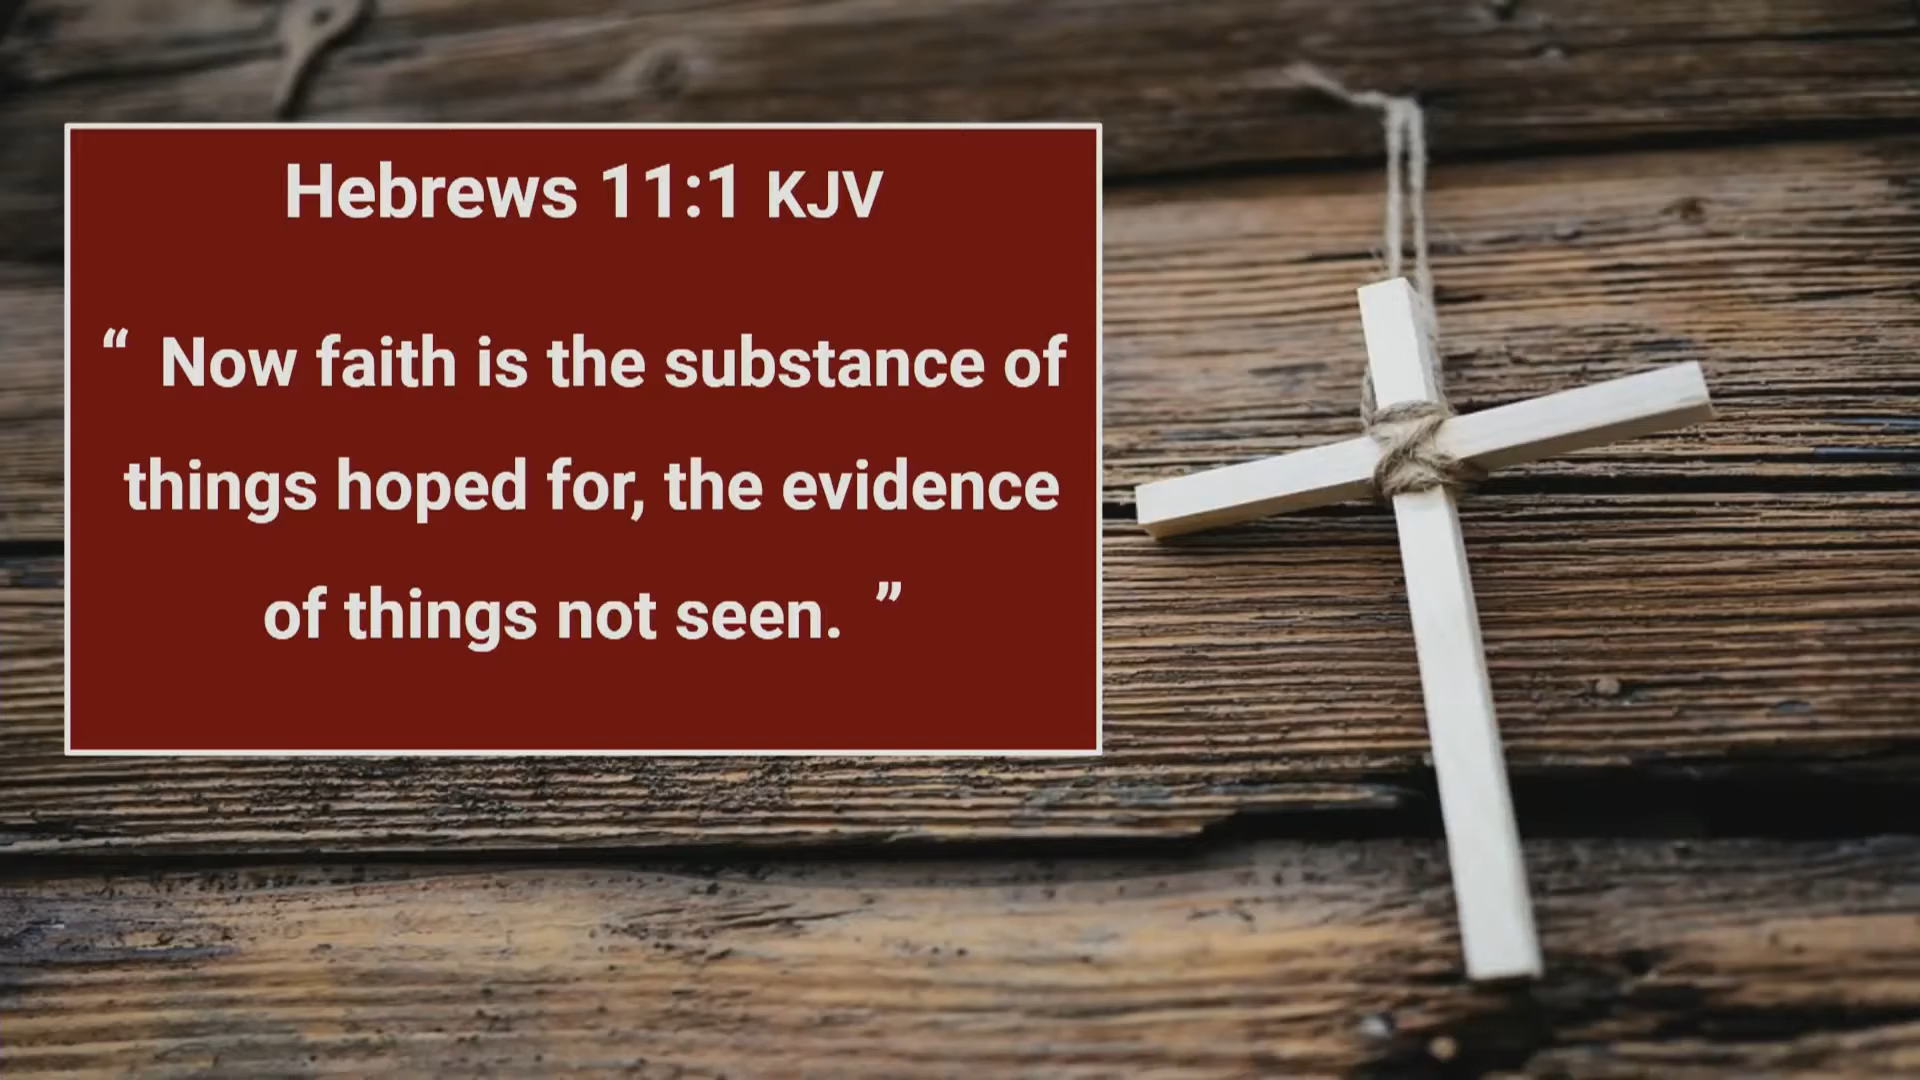 Hebrews 11:1 KJV
“ Now faith is the substance of
things hoped for, the evidence
of things not seen. ”